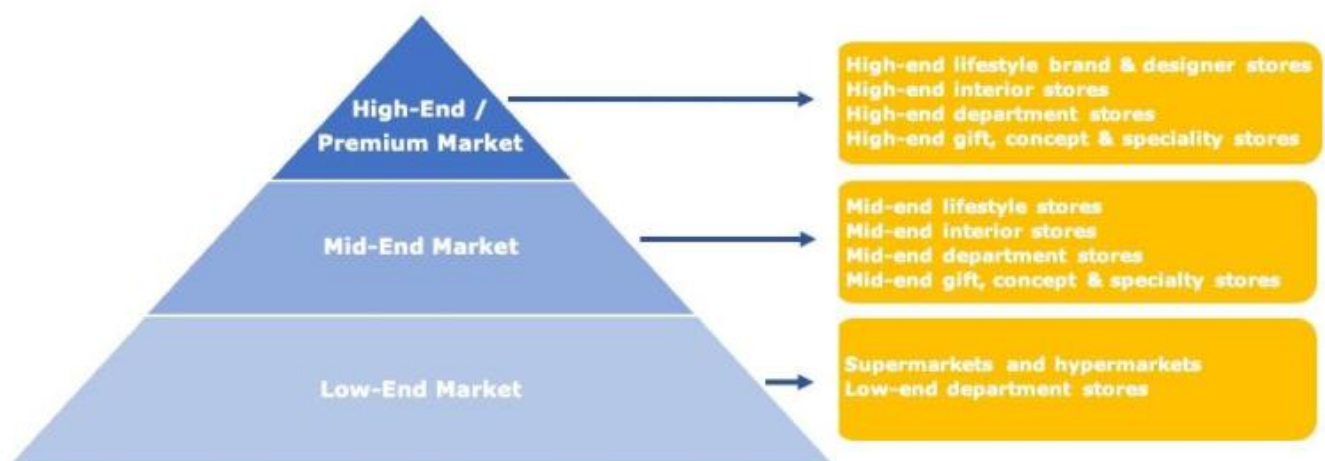 High-End /
Premium Market
High-end lifestyle brand & designer stores
High-end interior stores
High-end department stores
High-end gift, concept & speciality stores
Mid-End Market
Mid-end lifestyle stores
Mid-end interior stores
Mid-end department stores
Mid-end gift, concept & specialty stores
Low-End Market
Supermarkets and hypermarkets
Low-end department stores